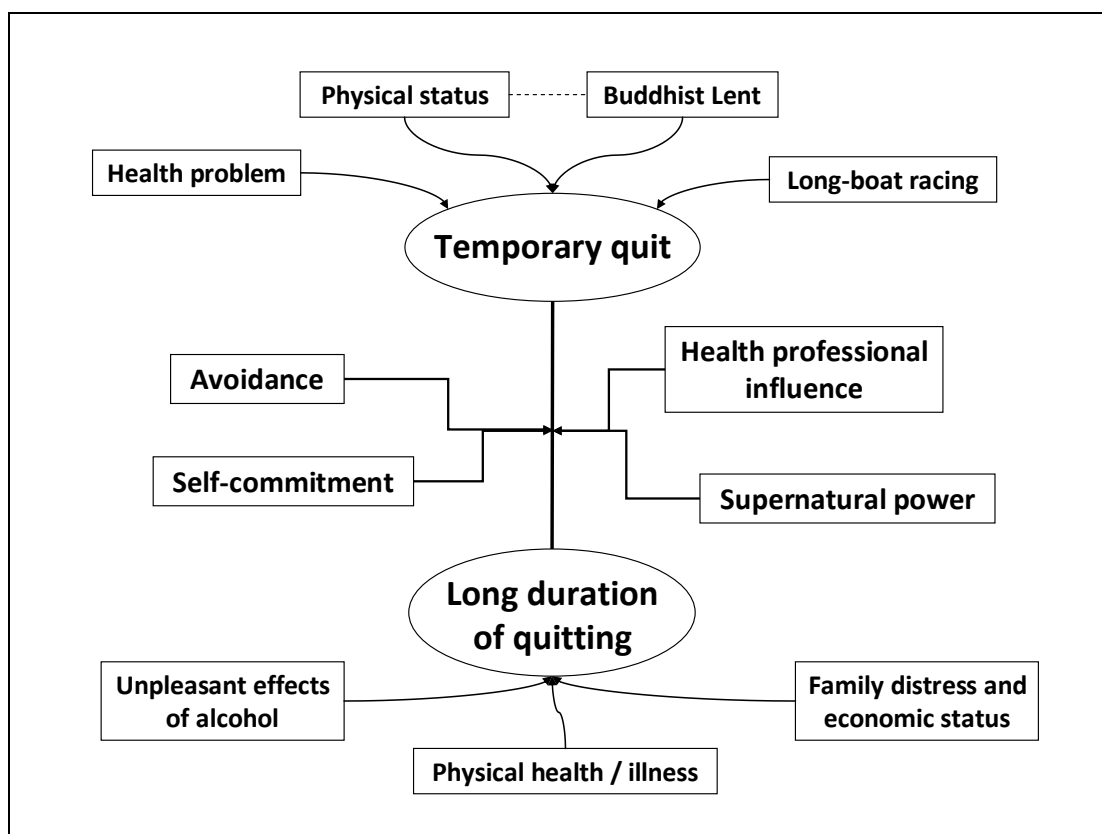 Physical status
Buddhist Lent
Health problem
Long-boat racing
Temporary quit
Avoidance
Health professional
influence
Self-commitment
Supernatural power
Long duration
of quitting
Unpleasant effects
of alcohol
Family distress and
economic status
Physical health / illness